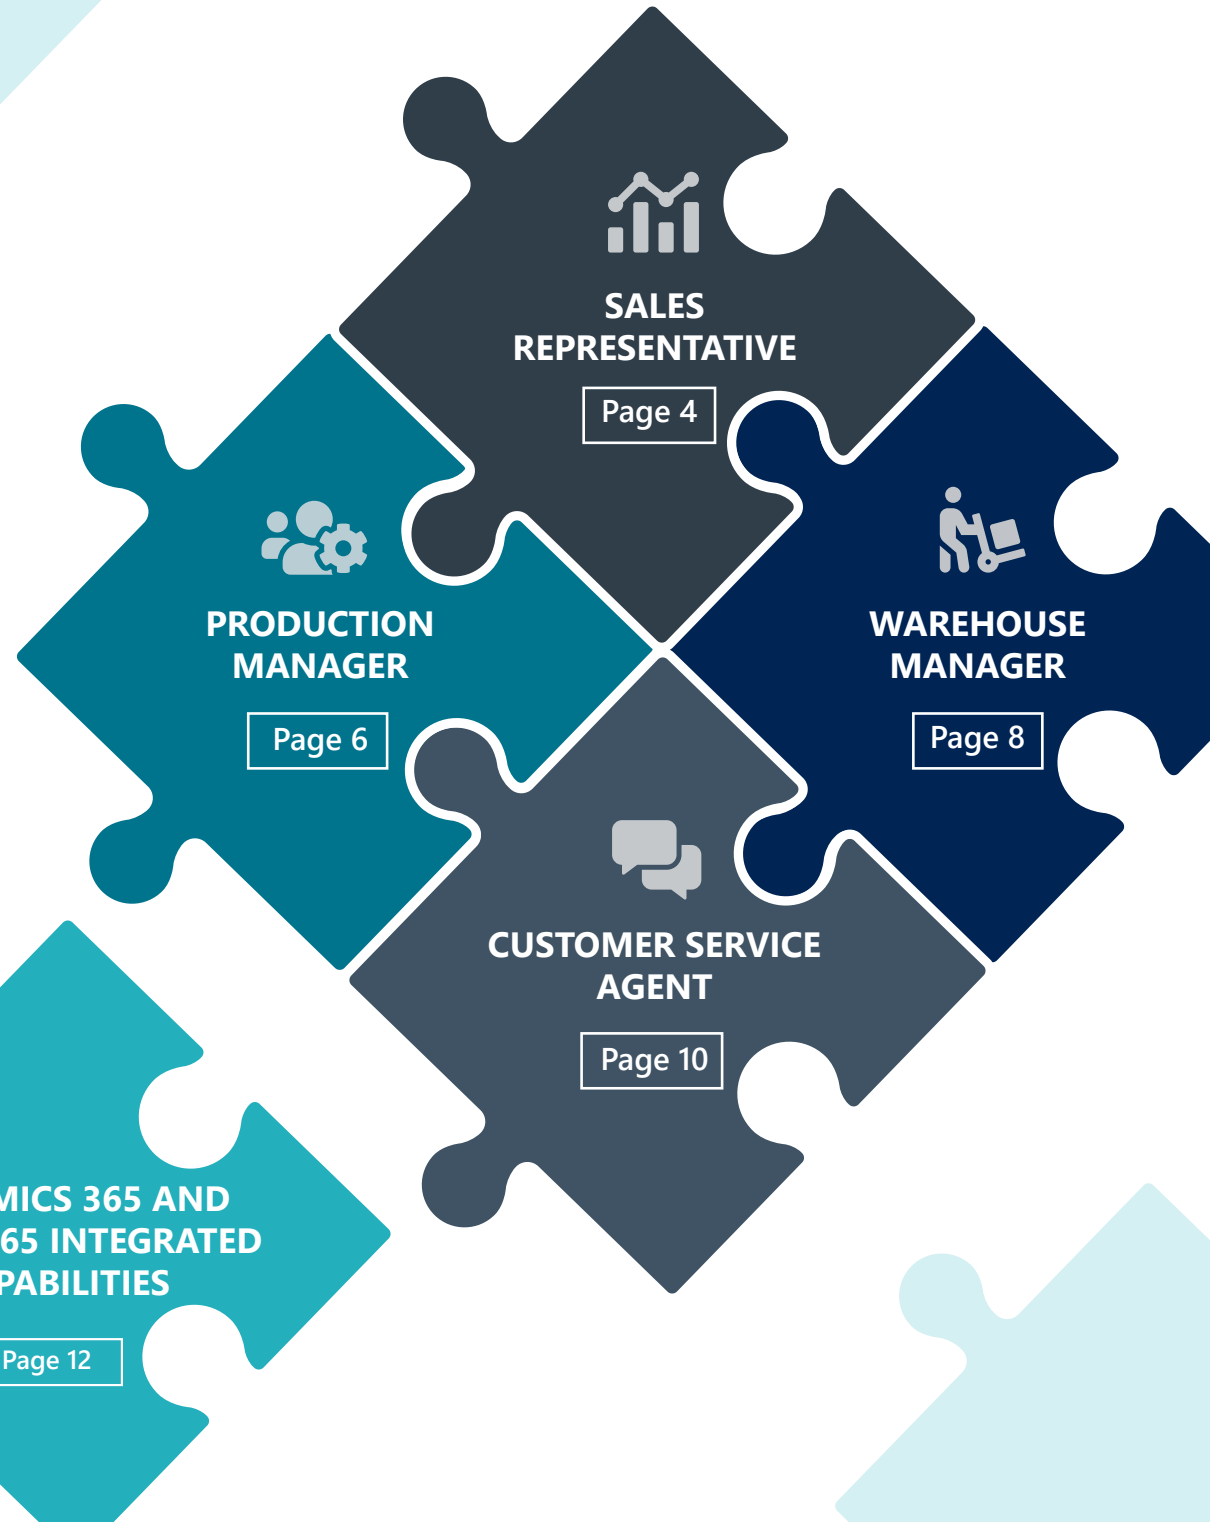 SALES
REPRESENTATIVE
Page 4
PRODUCTION
MANAGER
Page 6
WAREHOUSE
MANAGER
Page 8
CUSTOMER SERVICE
AGENT
Page 10
MICS 365 AND
65 INTEGRATED
PABILITIES
Page 12